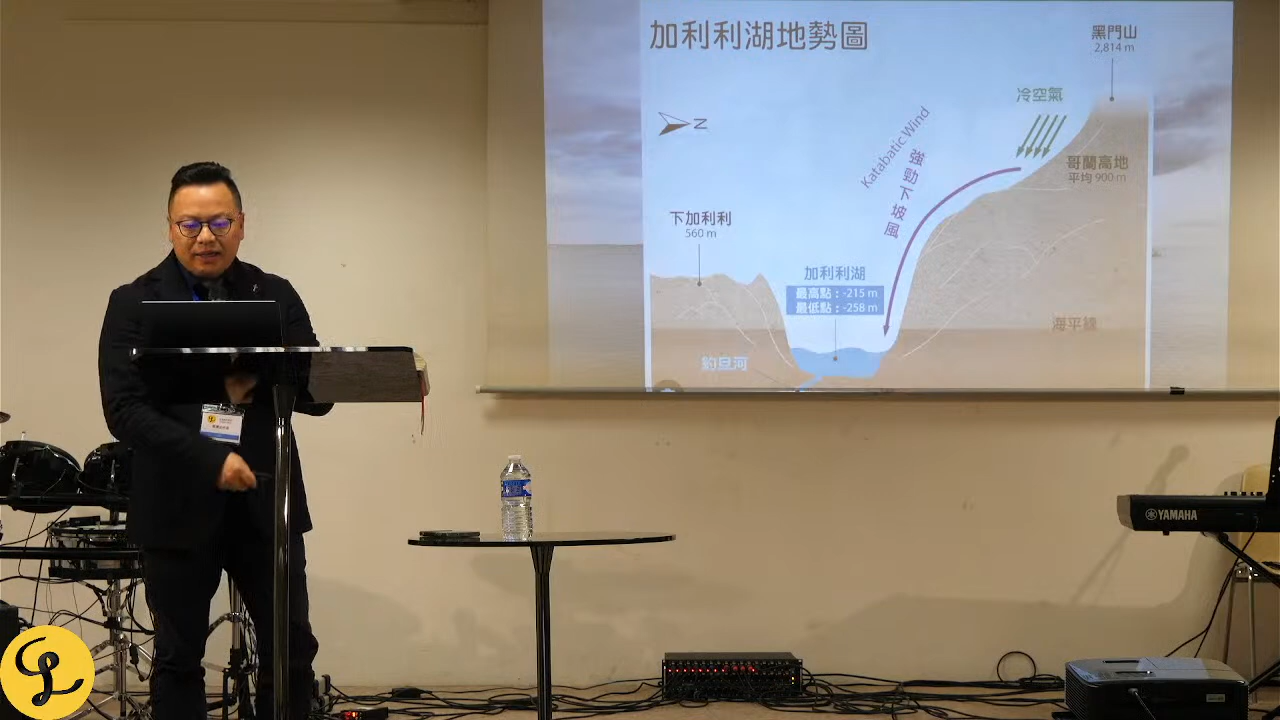 加利利湖地勢圖
黑門山
2,814 m
冷空氣
N
Katabatic Wind
強勁下坡風
哥蘭高地
平均 900 m
下加利利
560 m
加利利湖
最高點：-215 m
最低點：-258 m
海平線
約旦河
YAMAHA